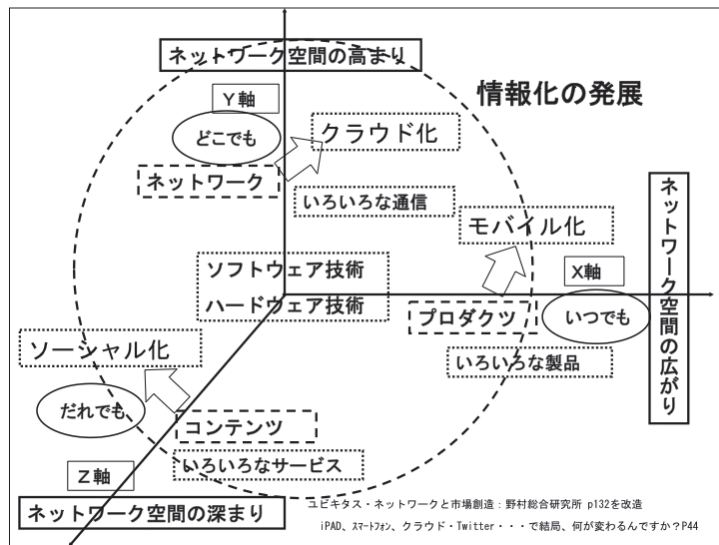 ネットワーク空間の高まり
情報化の発展
Y軸
どこでも
クラウド化
ネットワーク
いろいろな通信
モバイル化
ソフトウェア技術
ハードウェア技術
X軸
プロダクツ
いつでも
いろいろな製品
ネットワーク空間の広がり
ソーシャル化
だれでも
コンテンツ
いろいろなサービス
Z軸
ネットワーク空間の深まり
ユビキタス・ネットワークと市場創造：野村総合研究所 p132を改造
iPAD、スマートフォン、クラウド・Twitter・・・で結局、何が変わるんですか？P44